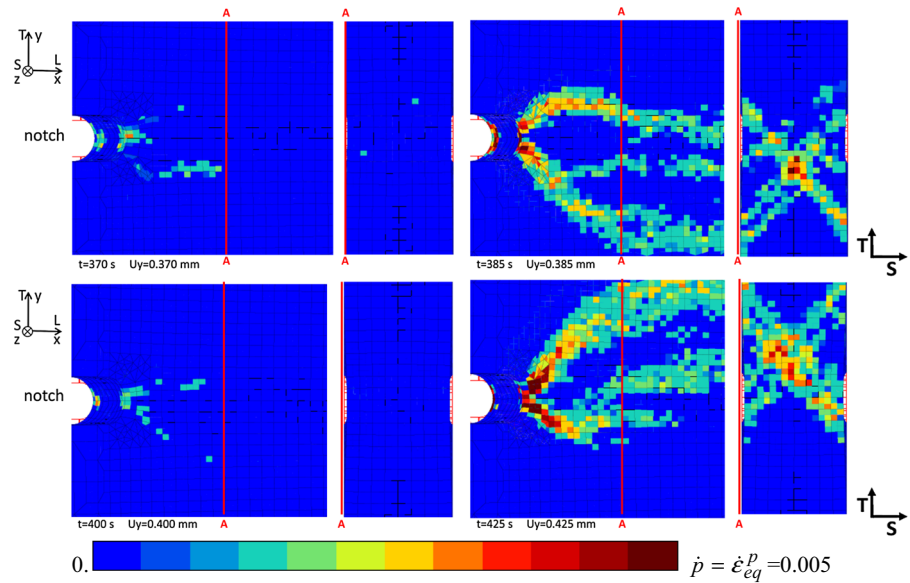 A A A A
T y
S L
z x
notch
A A A A
t=370 s Uy=0.370 mm t=385 s Uy=0.385 mm
T
S
T y
S L
z x
notch
t=400 s Uy=0.400 mm A A t=425 s Uy=0.425 mm A A
T
S
0. ṗ = ε̇ᵖeq =0.005